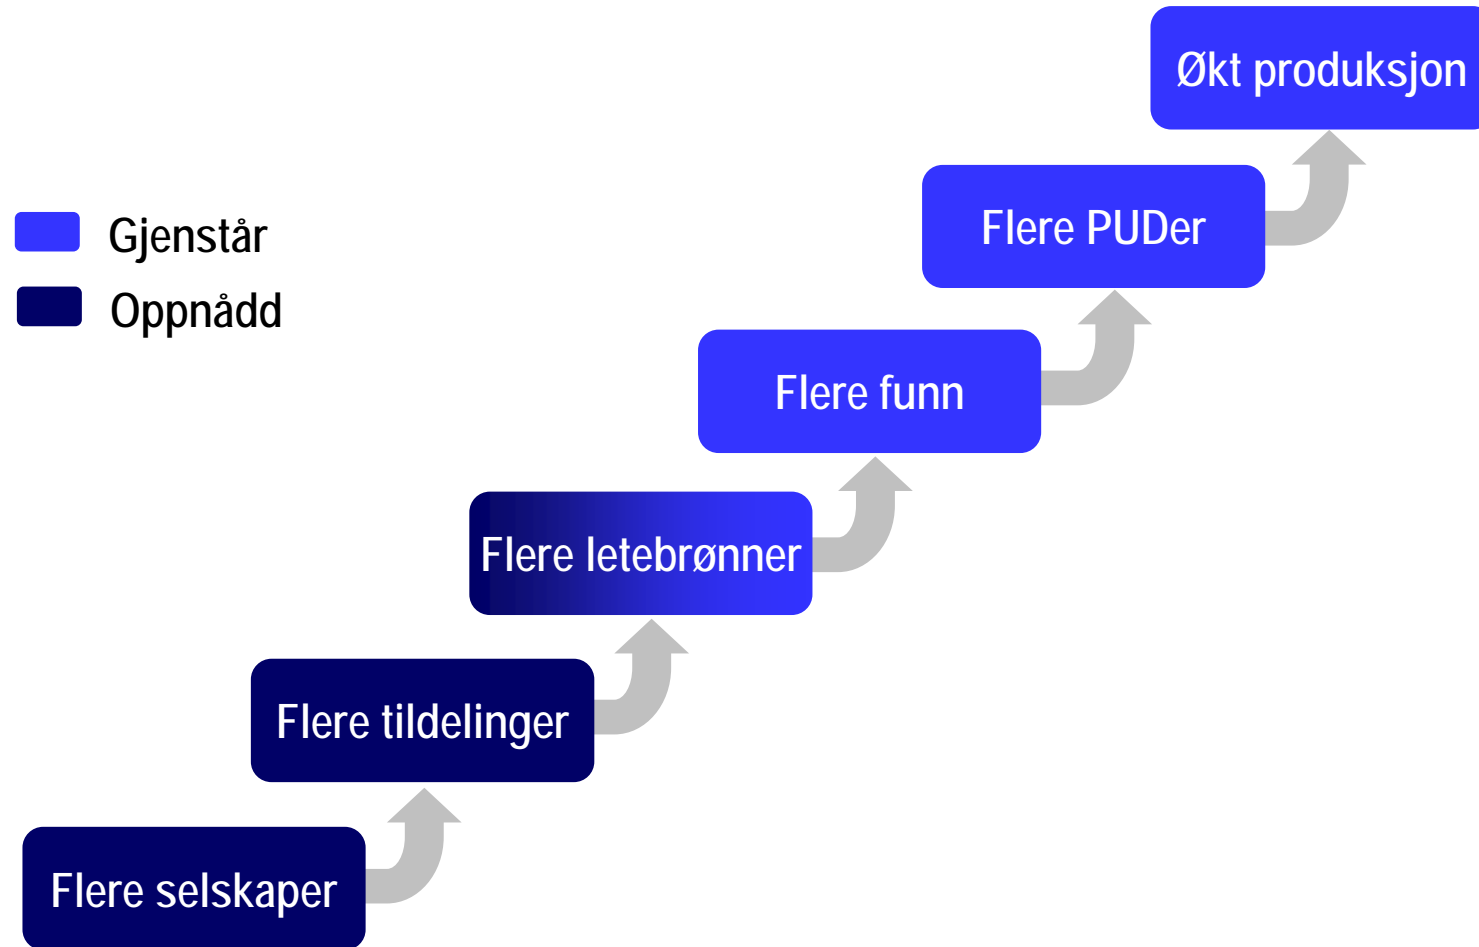 Økt produksjon
Flere PUDer
Gjenstår
Oppnådd
Flere funn
Flere letebrønner
Flere tildelinger
Flere selskaper